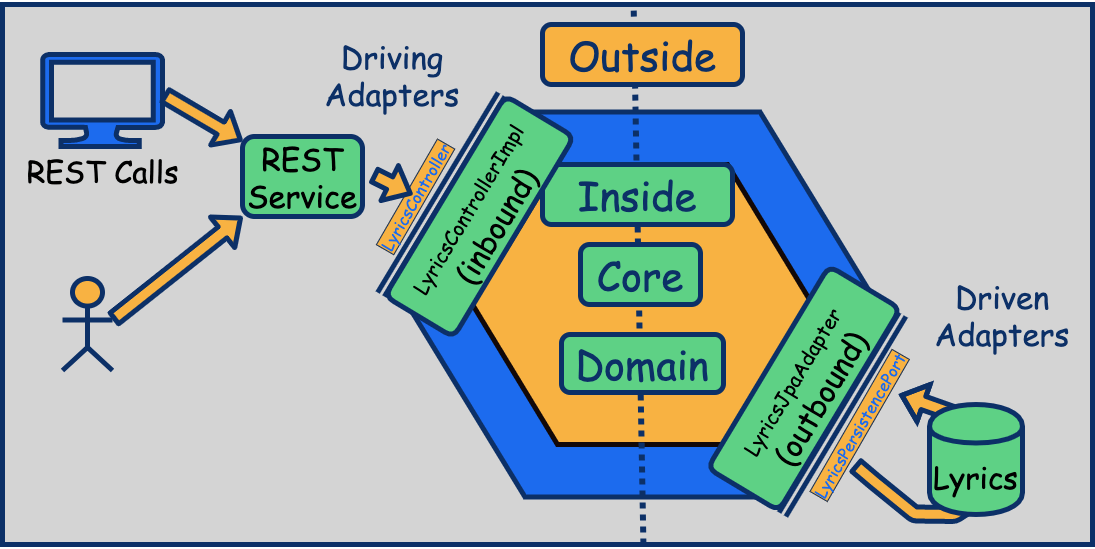 Outside
Driving
Adapters
REST Calls
REST
Service
LyricsController
LyricsControllerImpl
(inbound)
Inside
Core
Domain
LyricsJpaAdapter
(outbound)
LyricsPersistencePort
Driven
Adapters
Lyrics